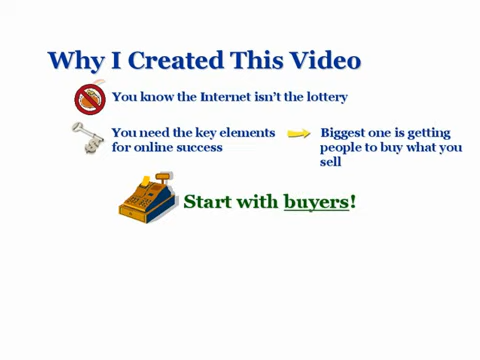 Why I Created This Video
You know the Internet isn't the lottery
You need the key elements
for online success
Biggest one is getting
people to buy what you
sell
Start with buyers!